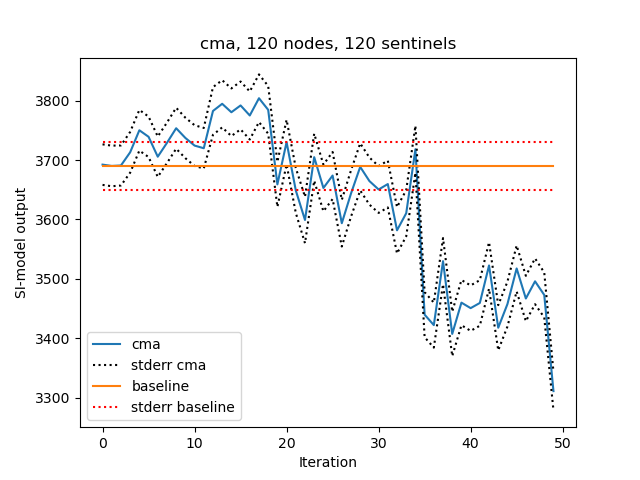 cma, 120 nodes, 120 sentinels
SI-model output
3800
3700
3600
3500
3400
3300
cma
stderr cma
baseline
stderr baseline
0
10
20
30
40
50
Iteration